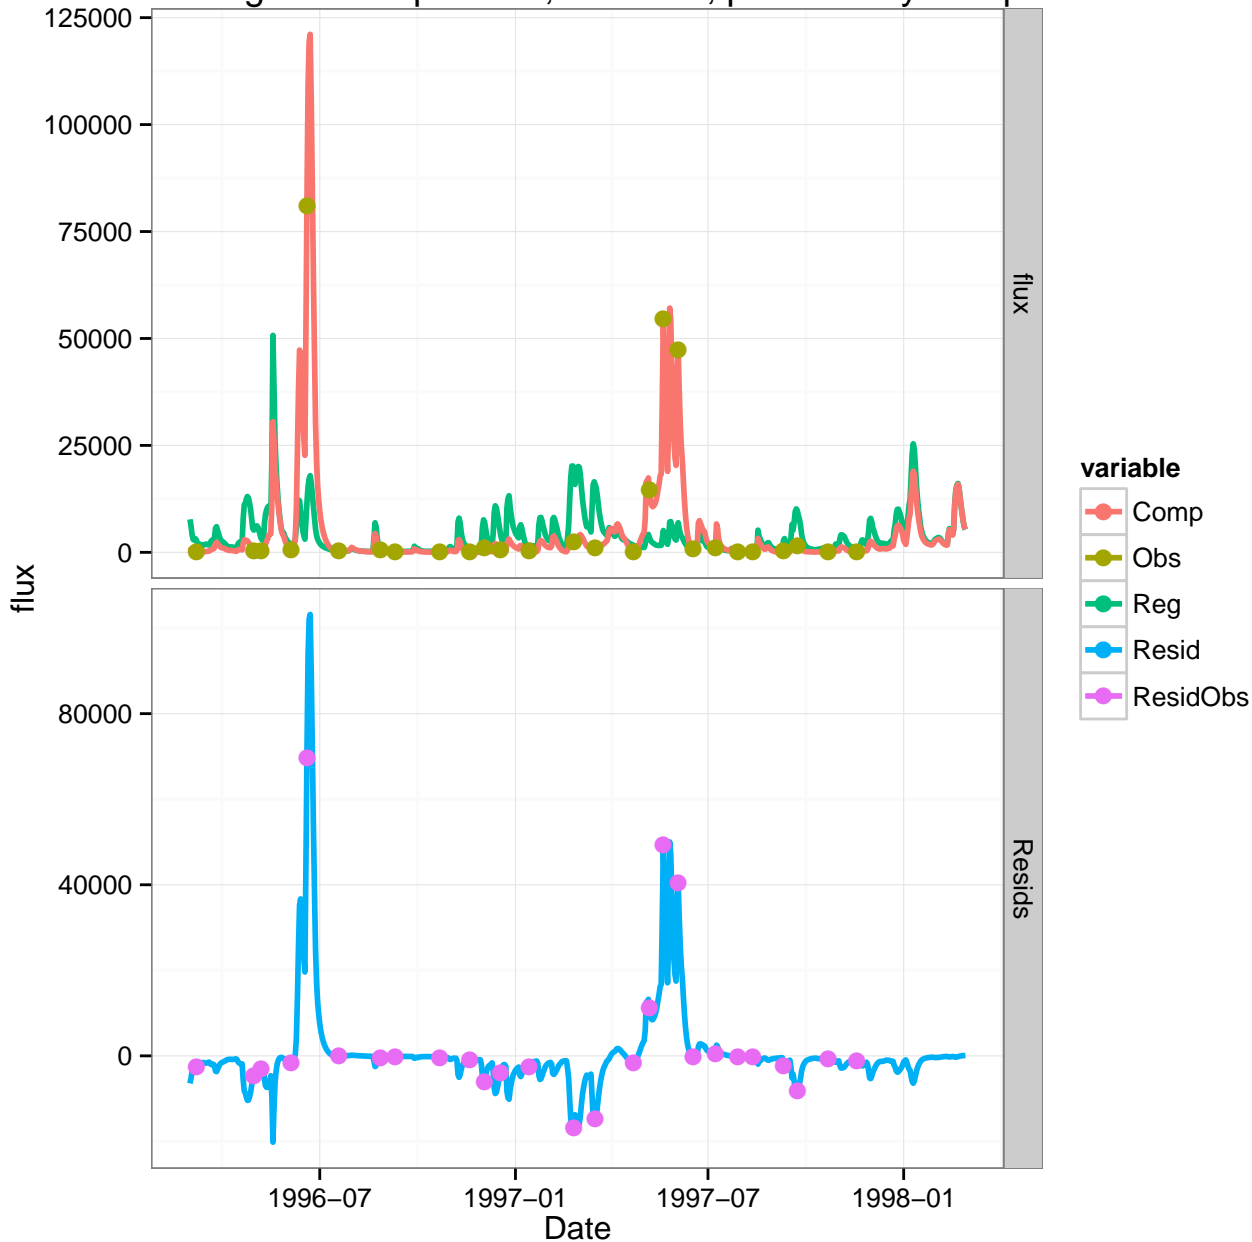 125000
100000
75000
50000
25000
0
flux
80000
40000
0
Resids
flux
1996−07
1997−01
1997−07
1998−01
Date
variable
Comp
Obs
Reg
Resid
ResidObs